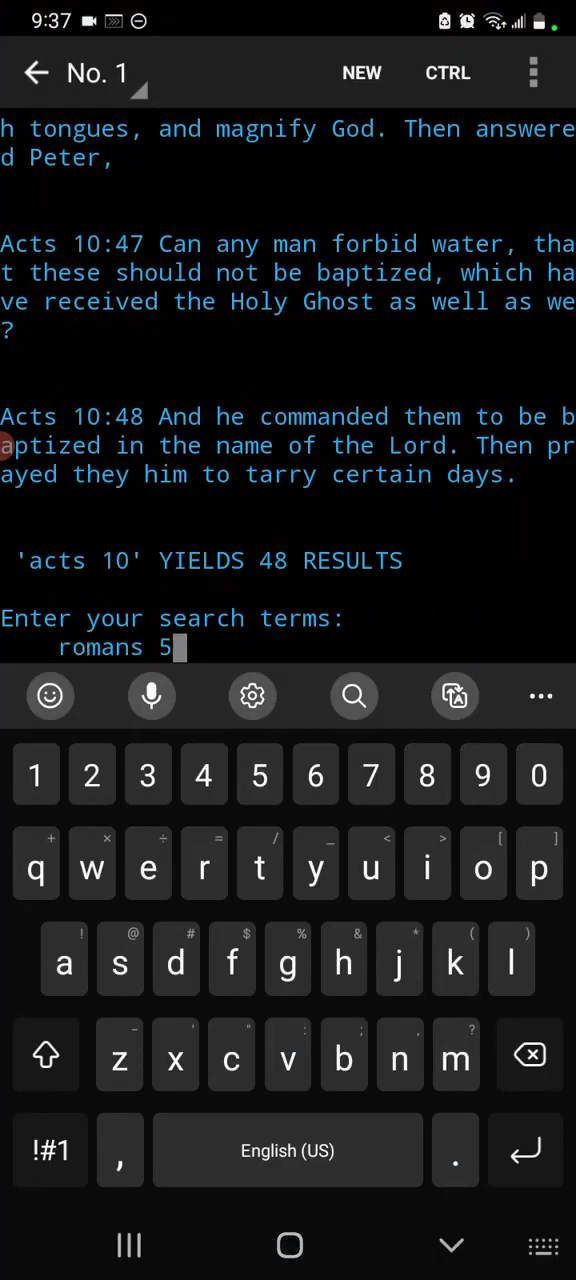 9:37
No. 1
NEW
CTRL
h tongues, and magnify God. Then answere
d Peter,
Acts 10:47 Can any man forbid water, tha
t these should not be baptized, which ha
ve received the Holy Ghost as well as we
?
Acts 10:48 And he commanded them to be b
aptized in the name of the Lord. Then pr
ayed they him to tarry certain days.
'acts 10' YIELDS 48 RESULTS
Enter your search terms:
romans 5
1 2 3 4 5 6 7 8 9 0
+ × ÷ = / _ < > [ ]
q w e r t y u i o p
! @ # $ % & * ( )
a s d f g h j k l
- ' " : ; , ?
z x c v b n m
!#1 , English (US) .